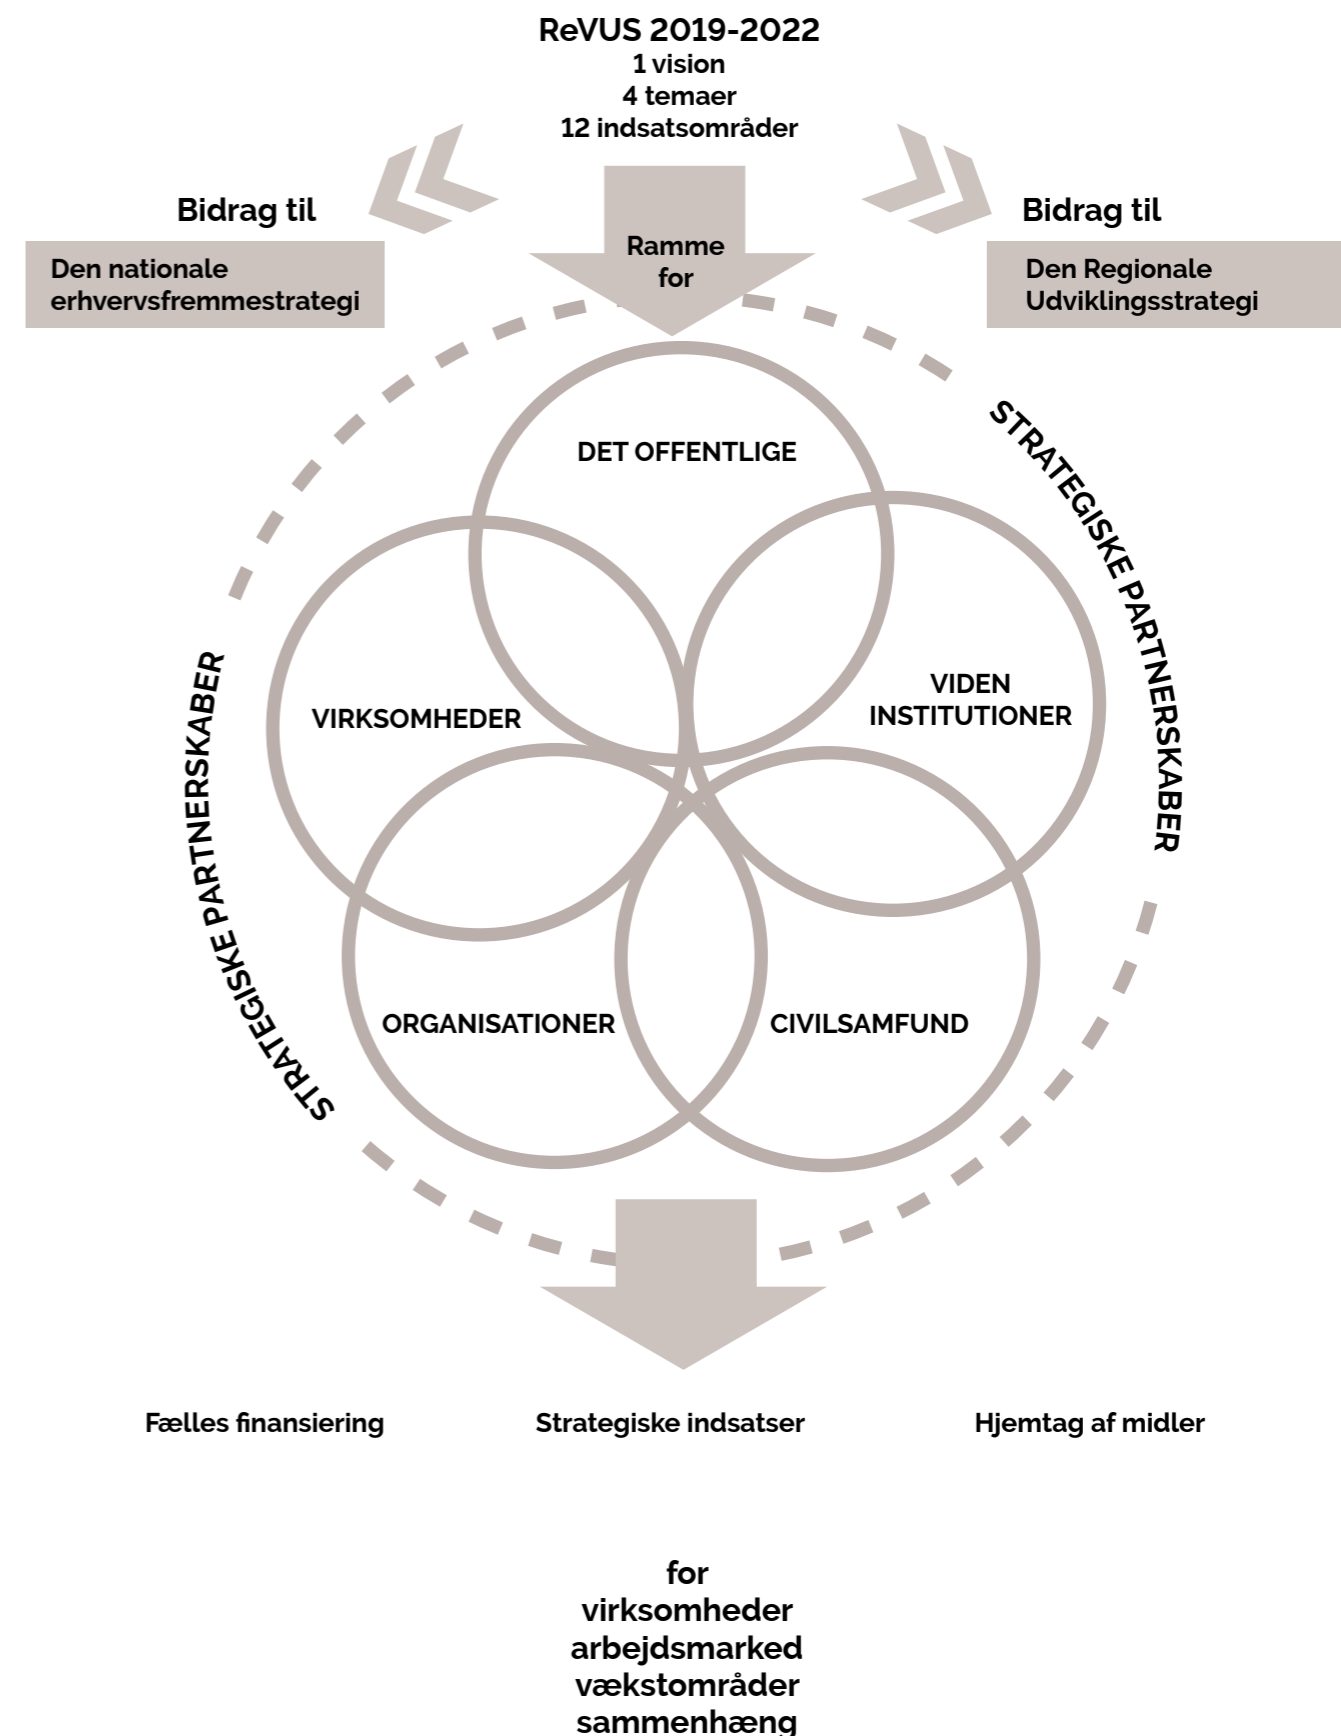 ReVUS 2019-2022
1 vision
4 temaer
12 indsatsområder
Bidrag til
Den nationale
erhvervsfremmestrategi
Ramme
for
Bidrag til
Den Regionale
Udviklingsstrategi
STRATEGISKE PARTNERSKABER
DET OFFENTLIGE
VIRKSOMHEDER
VIDEN
INSTITUTIONER
STRATEGISKE PARTNERSKABER
ORGANISATIONER
CIVILSAMFUND
Fælles finansiering
Strategiske indsatser
Hjemtag af midler
for
virksomheder
arbejdsmarked
vækstområder
sammenhæng